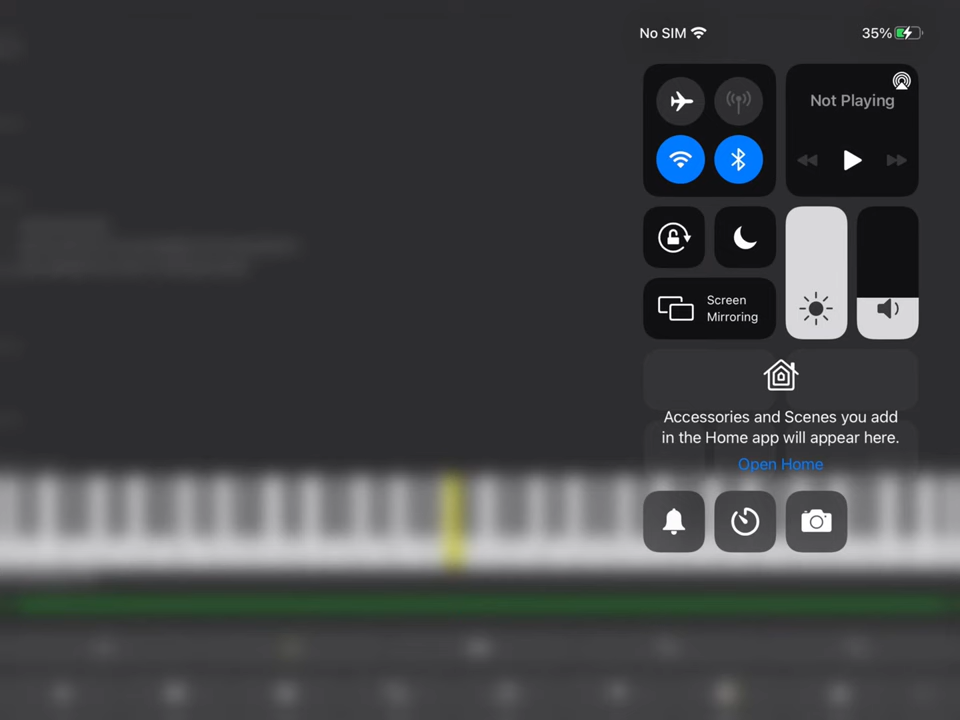 No SIM
35%
Not Playing
Screen
Mirroring
Accessories and Scenes you add
in the Home app will appear here.
Open Home